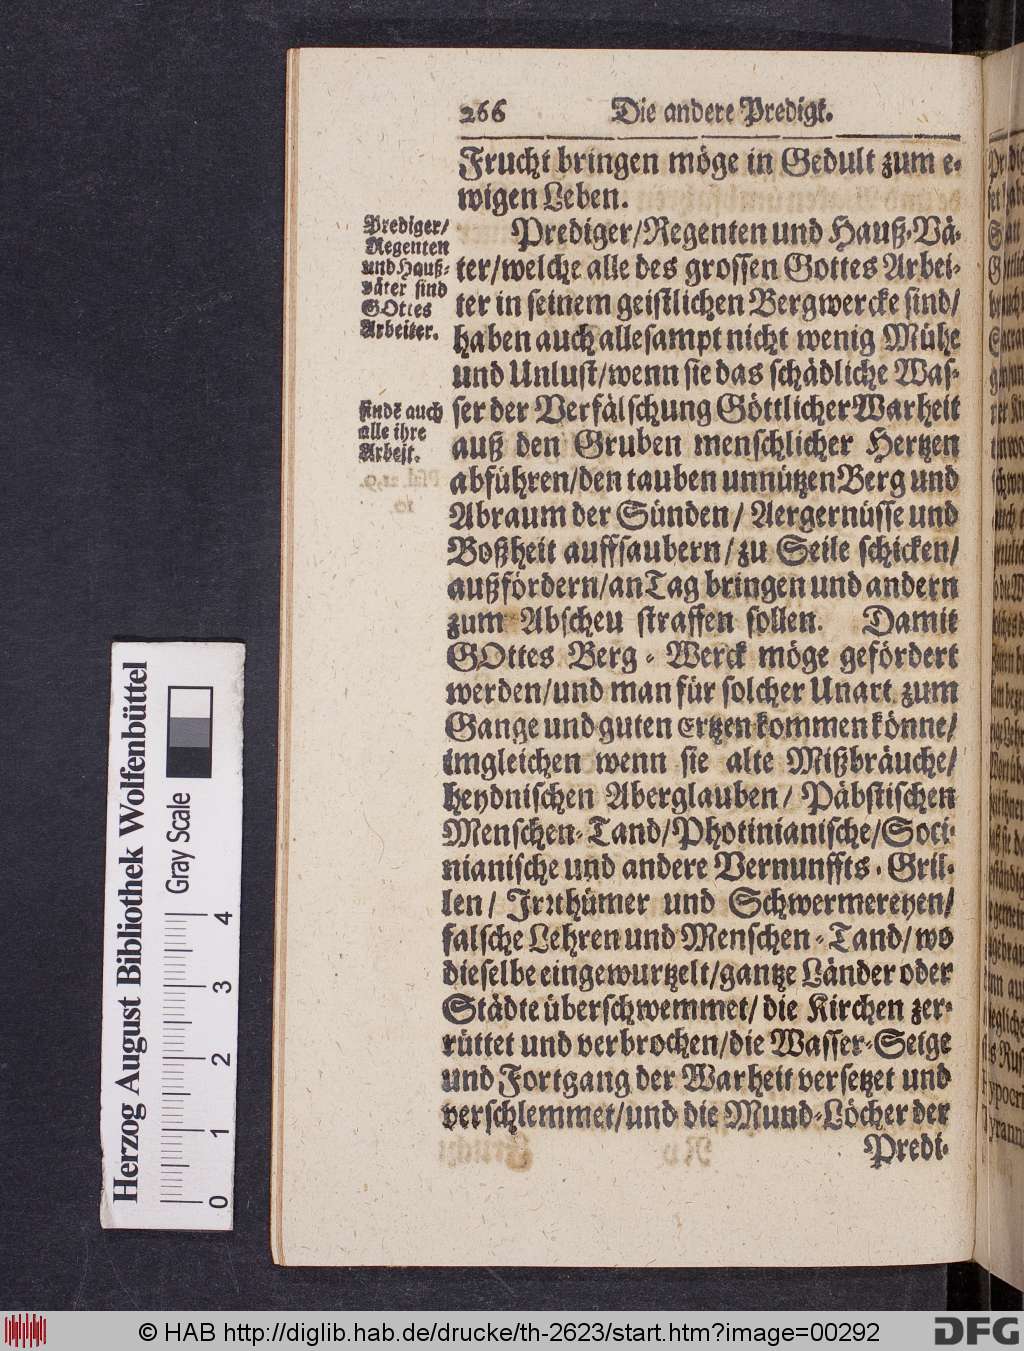 266 Die andere Predigt.
Frucht bringen möge in Gedult zum e-
wigen Leben.
Prediger/
Regenten
und Hauß-
väter sind
GOttes
Arbeiter.
Prediger/Regenten und Hauß-Vä-
ter/welche alle des grossen Gottes Arbei-
ter in seinem geistlichen Bergwercke sind/
haben auch allesampt nicht wenig Mühe
und Unlust/wenn sie das schädliche Was-
findt auch
alle ihre
Arbeit.
ser der Verfälschung Göttlicher Warheit
auß den Gruben menschlicher Hertzen
abführen/den tauben unnützen Berg und
Abraum der Sünden/ Aergernüsse und
Boßheit auffsaubern/zu Seile schicken/
außfördern/an Tag bringen und andern
zum Abscheu straffen sollen. Damit
GOttes Berg-Werck möge gefördert
werden/und man für solcher Unart zum
Gange und guten Ertzen kommen könne/
imgleichen wenn sie alte Mißbräuche/
heydnischen Aberglauben/ Päbstischen
Menschen-Tand/Photinianische/Soci-
nianische und andere Vernunffts-Gril-
len/ Irrthümer und Schwermereyen/
falsche Lehren und Menschen-Tand/wo
dieselbe eingewurtzelt/gantze Länder oder
Städte überschwemmet/ die Kirchen zer-
rüttet und verbrochen/die Wasser-Seige
und Fortgang der Warheit versetzet und
verschlemmet/und die Mund-Löcher der
Predi-
Herzog August Bibliothek Wolfenbüttel
Gray Scale
0 1 2 3 4
© HAB http://diglib.hab.de/drucke/th-2623/start.htm?image=00292
DFG